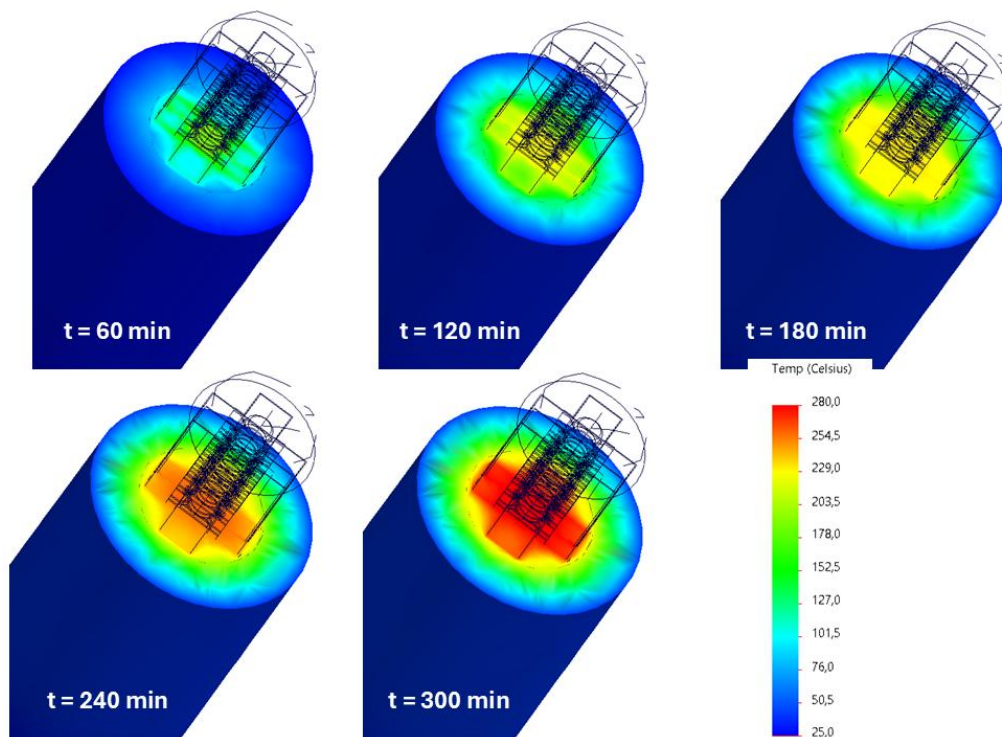 t = 60 min
t = 120 min
t = 180 min
Temp (Celsius)
280,0
254,5
229,0
203,5
178,0
152,5
127,0
101,5
76,0
50,5
25,0
t = 240 min
t = 300 min